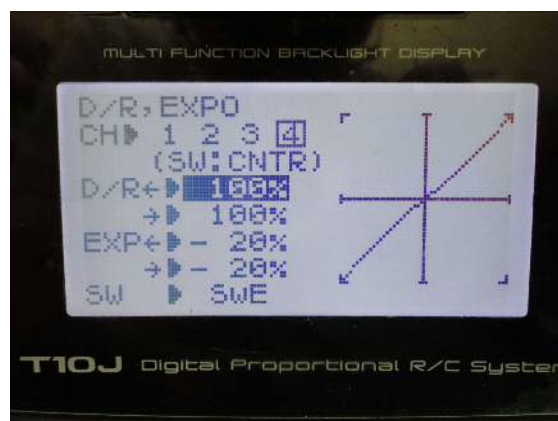 MULTI FUNCTION BACKLIGHT DISPLAY
D/R,EXPO
CH▶ 1 2 3 4
(SW:CNTR)
D/R←▶ 100%
→▶ 100%
EXP←▶- 20%
→▶- 20%
SW ▶ SWE
T10J Digital Proportional R/C System